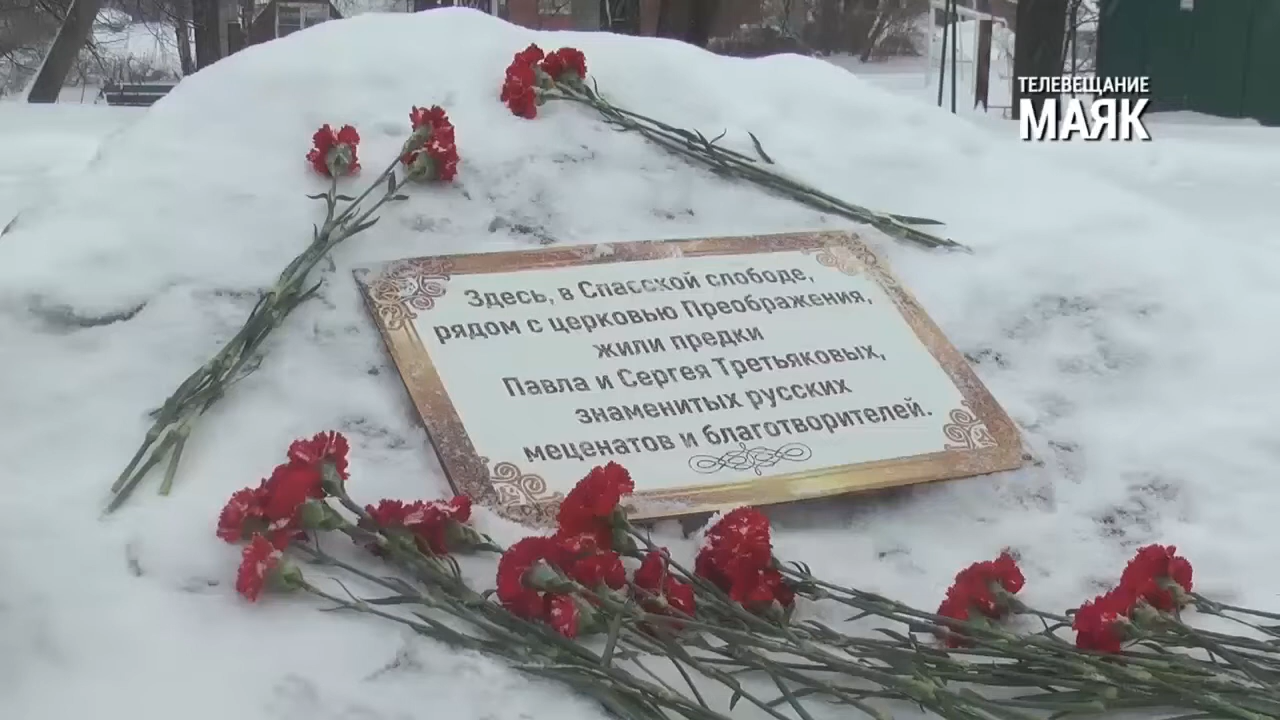 ТЕЛЕВЕЩАНИЕ
МАЯК
Здесь, в Спасской слободе,
рядом с церковью Преображения,
жили предки
Павла и Сергея Третьяковых,
знаменитых русских
меценатов и благотворителей.